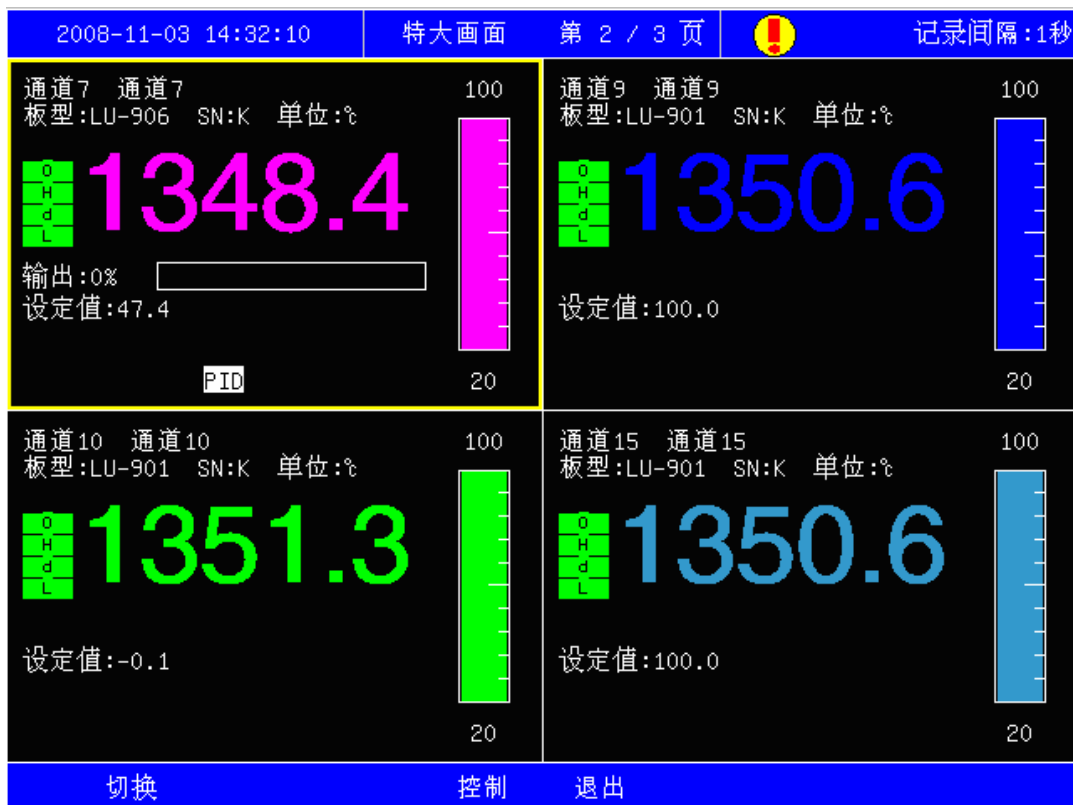 2008-11-03 14:32:10 特大画面 第 2 / 3 页 ! 记录间隔:1秒
通道7 通道7 100
板型:LU-906 SN:K 单位:℃
O
H
d
L
1348.4
输出:0%
设定值:47.4
PID
20
通道9 通道9 100
板型:LU-901 SN:K 单位:℃
O
H
d
L
1350.6
设定值:100.0
20
通道10 通道10 100
板型:LU-901 SN:K 单位:℃
O
H
d
L
1351.3
设定值:-0.1
20
通道15 通道15 100
板型:LU-901 SN:K 单位:℃
O
H
d
L
1350.6
设定值:100.0
20
切换 控制 退出